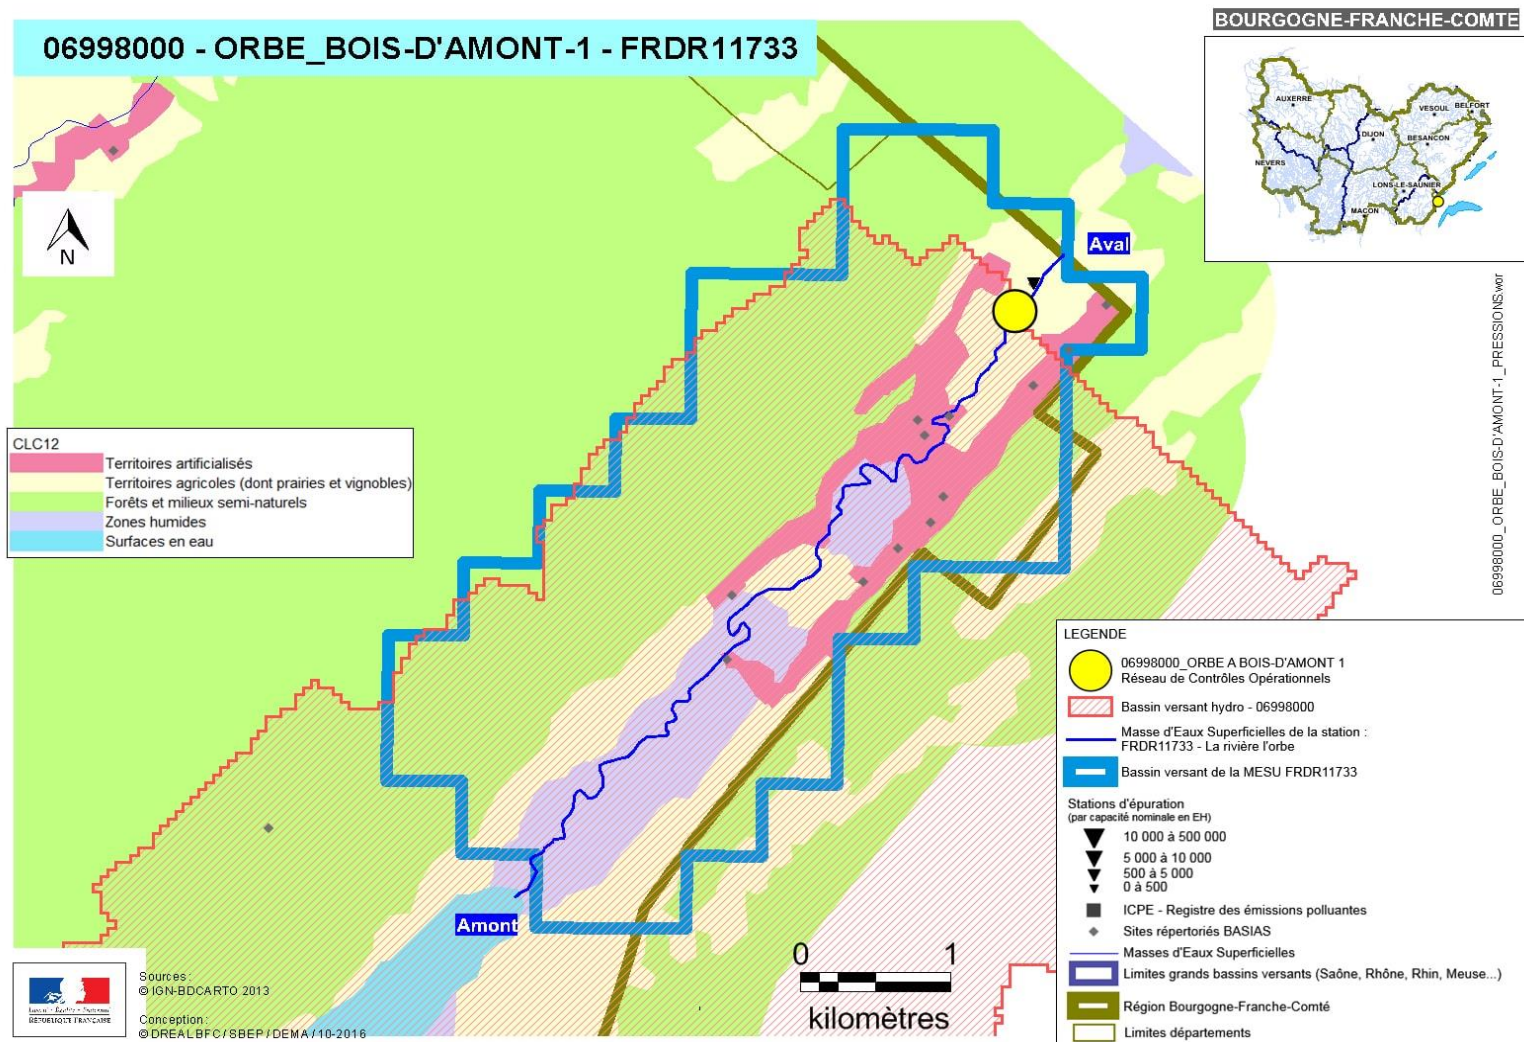 06998000 - ORBE_BOIS-D'AMONT-1 - FRDR11733
BOURGOGNE-FRANCHE-COMTE
AUXERRE
VESOUL
BELFORT
DIJON
BESANCON
NEVERS
LONS-LE-SAUNIER
MACON
N
Aval
06998000_ORBE_BOIS-D'AMONT-1_PRESSIONS.wor
CLC12
Territoires artificialisés
Territoires agricoles (dont prairies et vignobles)
Forêts et milieux semi-naturels
Zones humides
Surfaces en eau
Amont
LEGENDE
06998000_ORBE A BOIS-D'AMONT 1
Réseau de Contrôles Opérationnels
Bassin versant hydro - 06998000
Masse d'Eaux Superficielles de la station :
FRDR11733 - La rivière l'orbe
Bassin versant de la MESU FRDR11733
Stations d'épuration
(par capacité nominale en EH)
10 000 à 500 000
5 000 à 10 000
500 à 5 000
0 à 500
ICPE - Registre des émissions polluantes
Sites répertoriés BASIAS
Masses d'Eaux Superficielles
Limites grands bassins versants (Saône, Rhône, Rhin, Meuse...)
Région Bourgogne-Franche-Comté
Limites départements
0 1
kilomètres
Liberté • Égalité • Fraternité
RÉPUBLIQUE FRANÇAISE
Sources :
© IGN-BDCARTO 2013
Conception :
© DREAL BFC / SBEP / DEMA / 10-2016